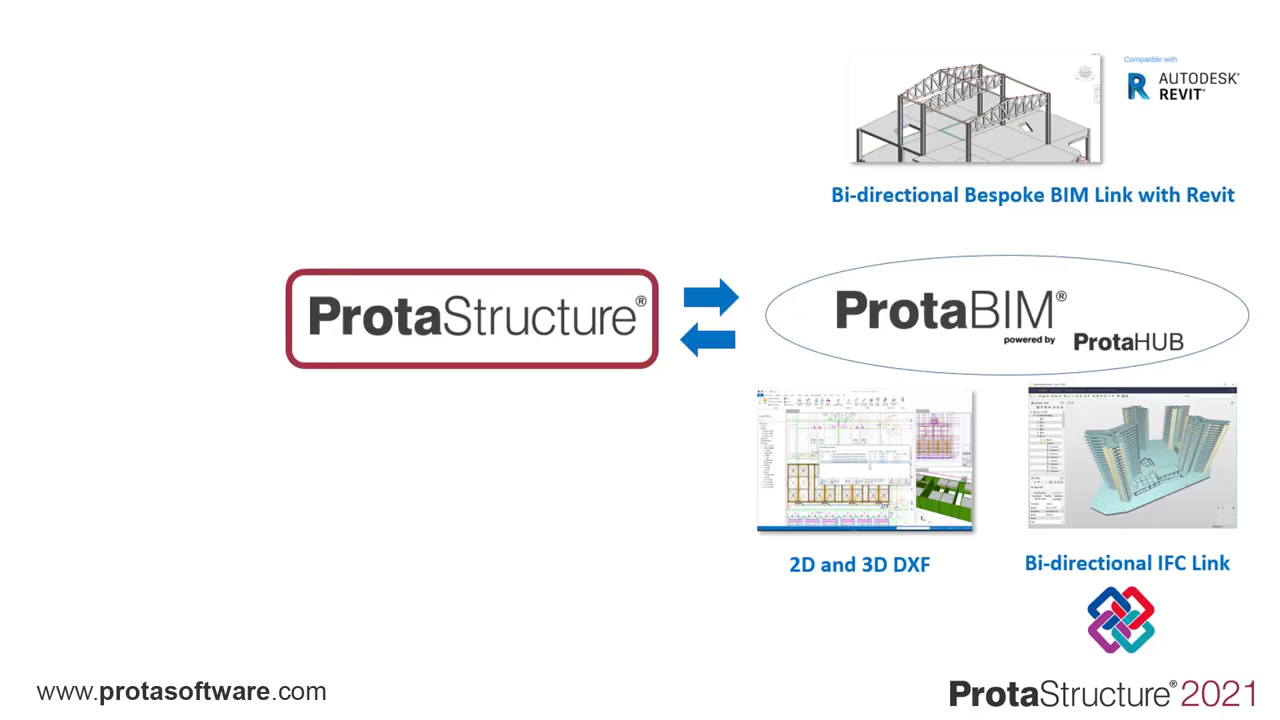 Compatible with
AUTODESK®
REVIT®
Bi-directional Bespoke BIM Link with Revit
ProtaStructure®
ProtaBIM®
powered by ProtaHUB
2D and 3D DXF
Bi-directional IFC Link
www.protasoftware.com
ProtaStructure® 2021